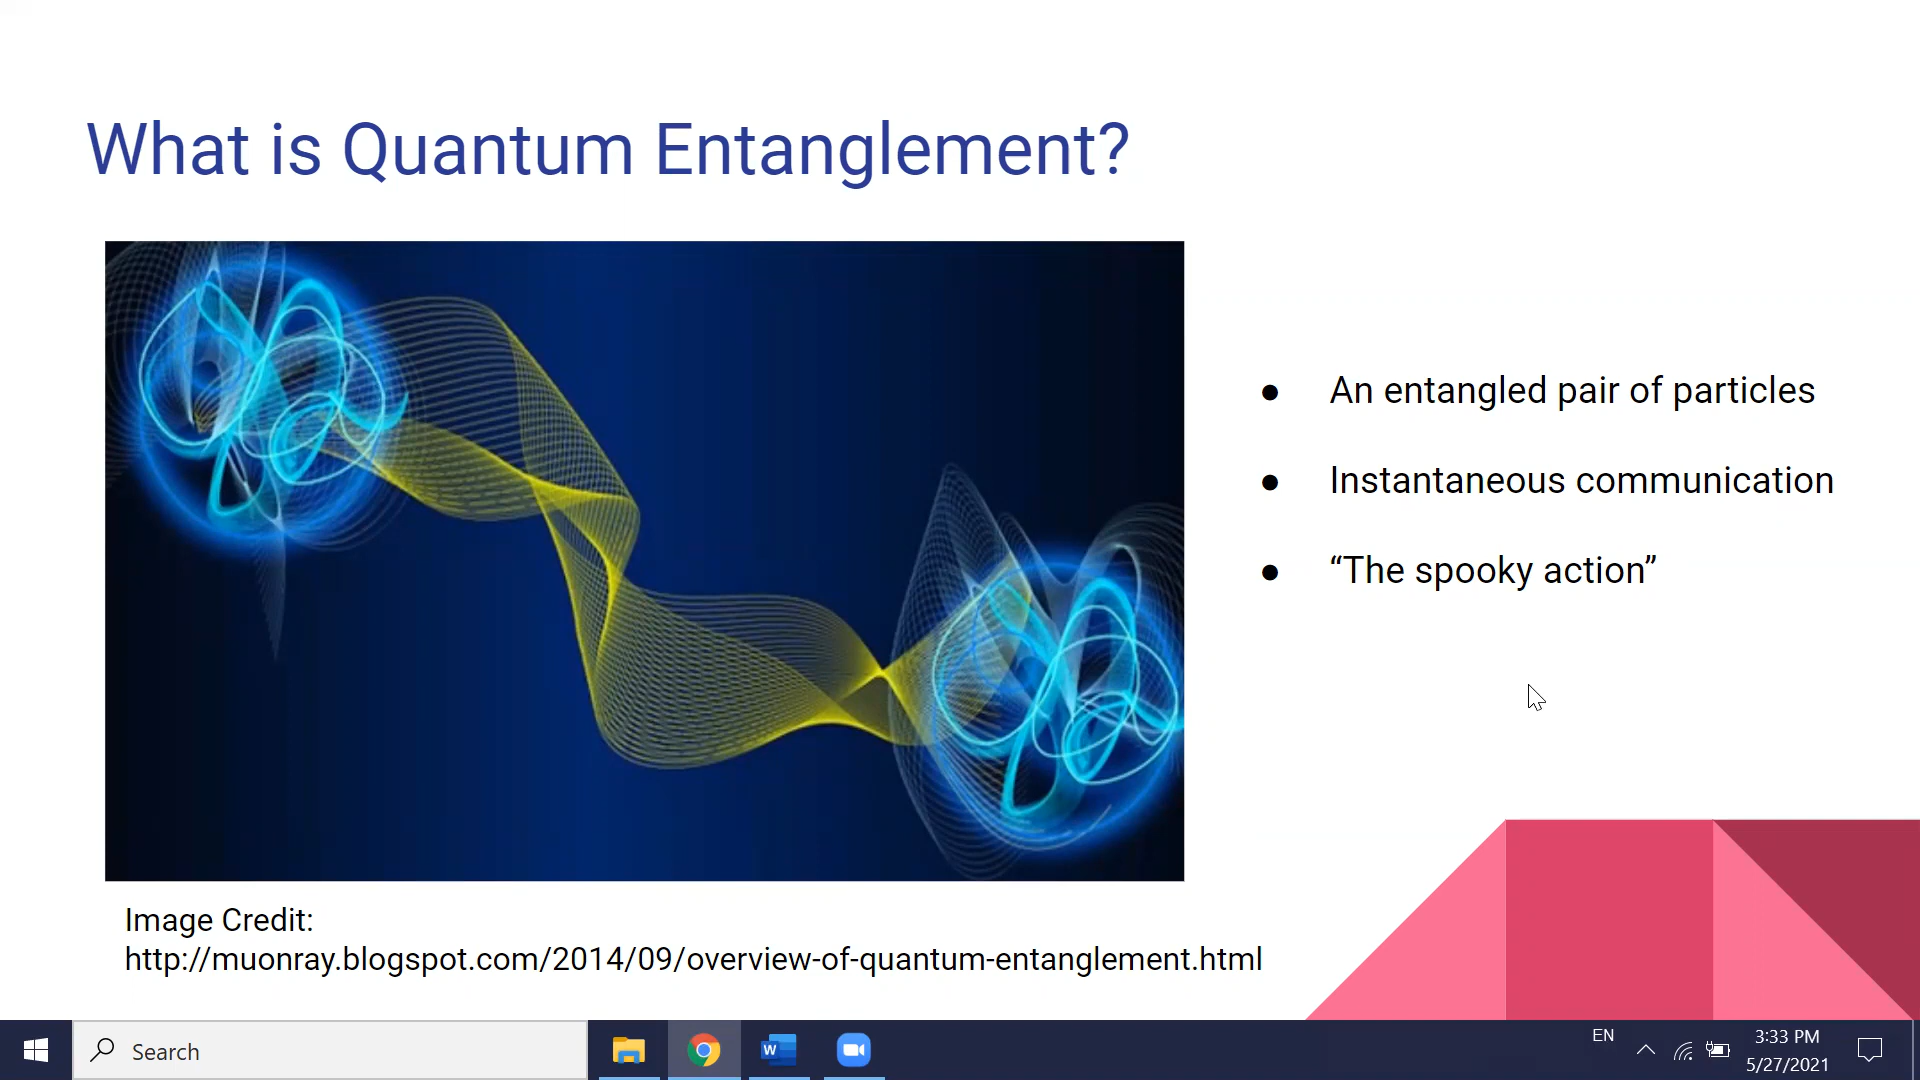 What is Quantum Entanglement?
● An entangled pair of particles
● Instantaneous communication
● “The spooky action”
Image Credit:
http://muonray.blogspot.com/2014/09/overview-of-quantum-entanglement.html
Search
W
EN
3:33 PM
5/27/2021